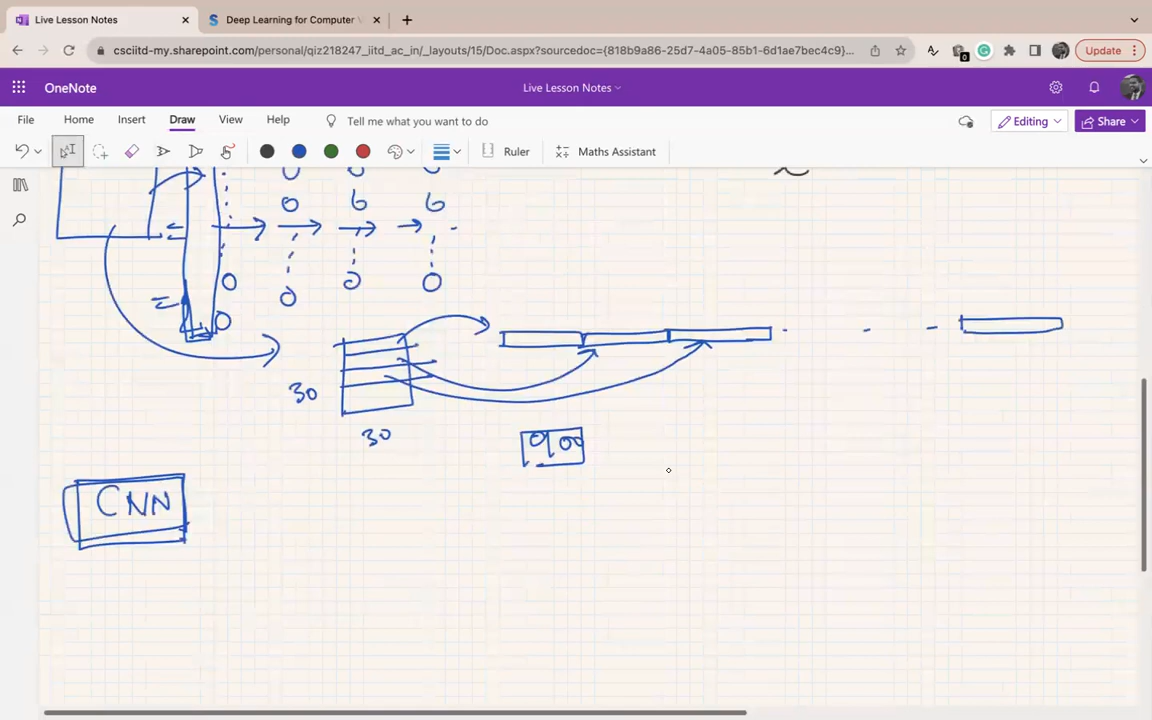 Live Lesson Notes
Deep Learning for Computer V
csciitd-my.sharepoint.com/personal/qiz218247_iitd_ac_in/_layouts/15/Doc.aspx?sourcedoc={818b9a86-25d7-4a05-85b1-6d1ae7bec4c9}...
Update
OneNote
Live Lesson Notes
File Home Insert Draw View Help Tell me what you want to do
Editing
Share
Ruler
Maths Assistant
30
30
900
CNN